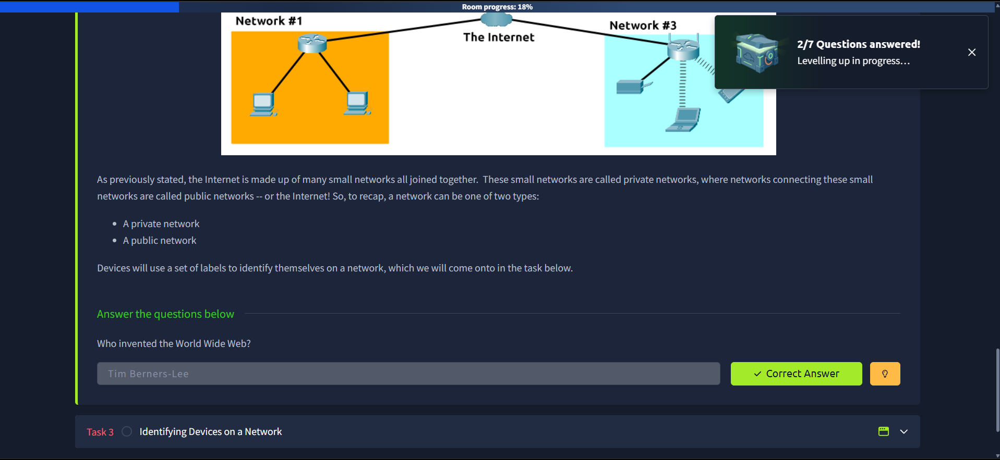 Room progress: 18%
Network #1
The Internet
Network #3
2/7 Questions answered!
Levelling up in progress...
As previously stated, the Internet is made up of many small networks all joined together.  These small networks are called private networks, where networks connecting these small
networks are called public networks -- or the Internet! So, to recap, a network can be one of two types:
A private network
A public network
Devices will use a set of labels to identify themselves on a network, which we will come onto in the task below.
Answer the questions below
Who invented the World Wide Web?
Tim Berners-Lee
Correct Answer
Task 3
Identifying Devices on a Network